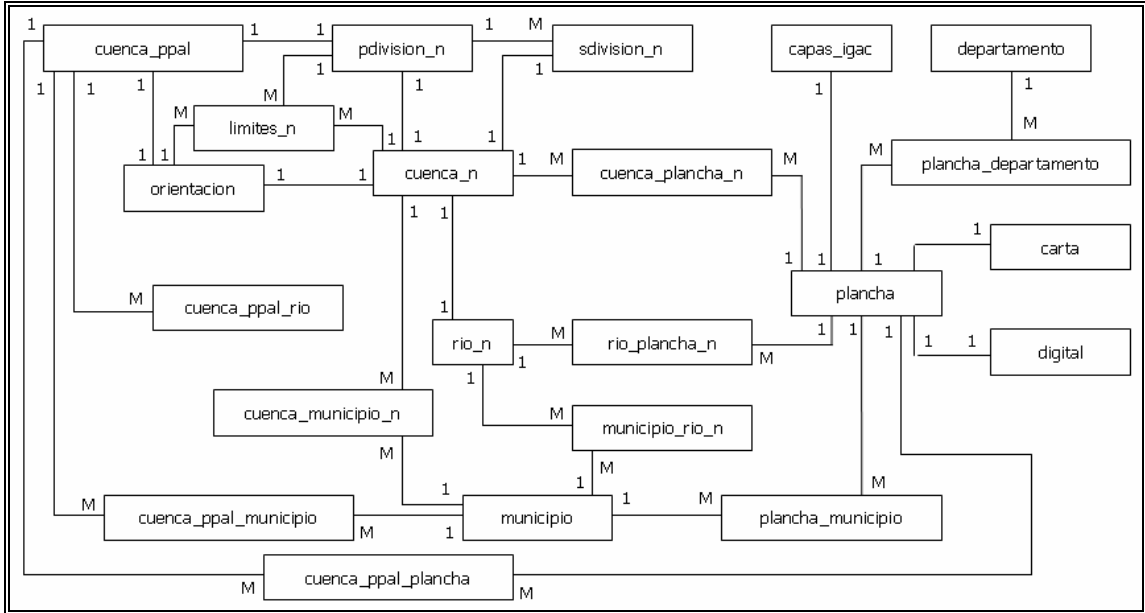 1 1 1 1 M
cuenca_ppal pdivision_n sdivision_n capas_igac departamento
1 1 1 1 1 1 1 1
M M M M
limites_n
1 1 1 1 1 M M M
orientacion 1 1 cuenca_n cuenca_plancha_n plancha_departamento
1 1 1
carta
1 1 1
plancha
M 1
cuenca_ppal_rio
1 1 1 1 1
rio_n M rio_plancha_n M digital
1 1
M
cuenca_municipio_n M municipio_rio_n
M M
1 1 1 M M
M cuenca_ppal_municipio M 1 municipio plancha_municipio
M cuenca_ppal_plancha M